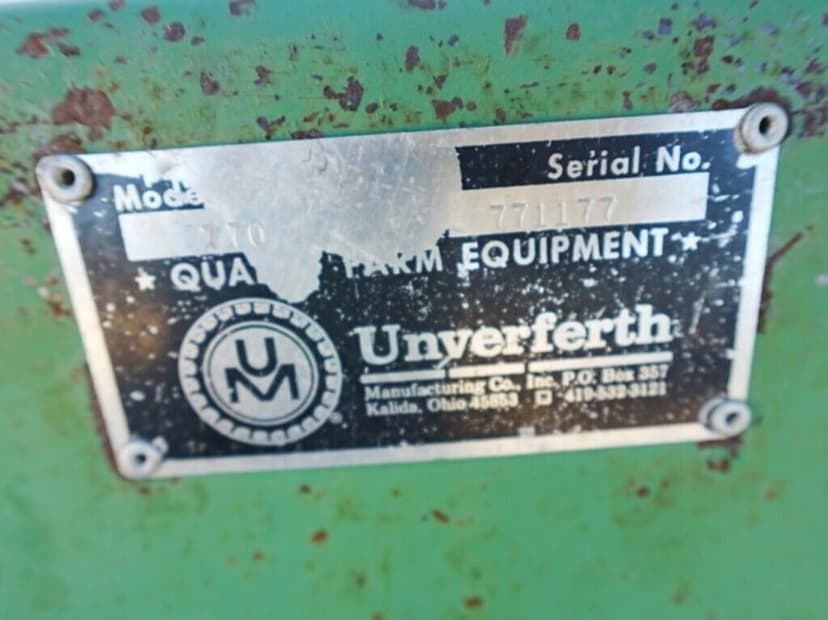 Mode Serial No.
770 771177
★ QUA FARM EQUIPMENT ★
UM
Unverferth
Manufacturing Co., Inc. P.O. Box 357
Kalida, Ohio 45853 □ 419-532-3121